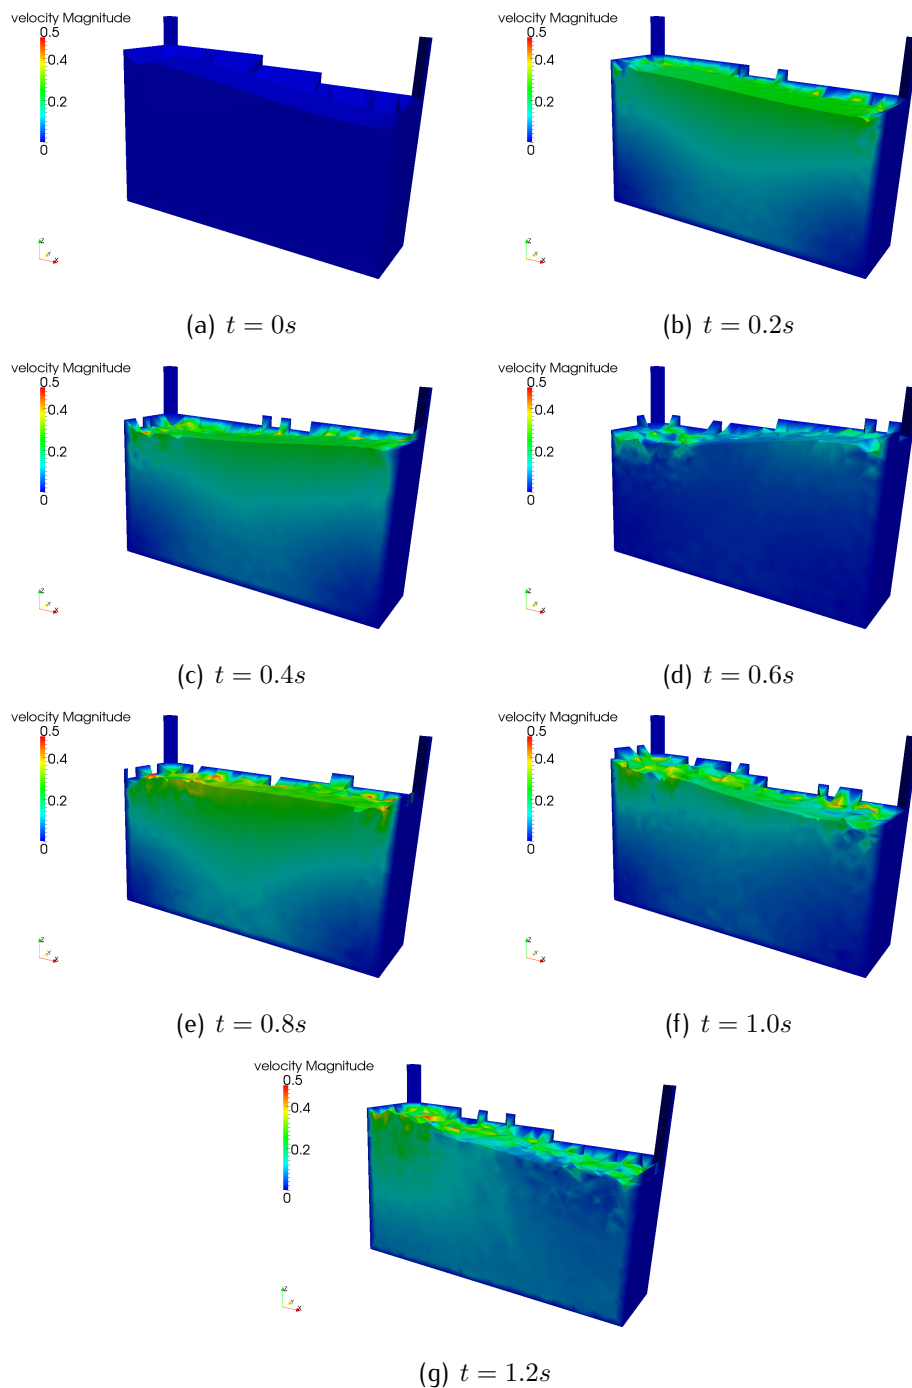 velocity Magnitude
0.5
0.4
0.2
0
Z
Y
X
(a) t = 0s
velocity Magnitude
0.5
0.4
0.2
0
Z
Y
X
(b) t = 0.2s
velocity Magnitude
0.5
0.4
0.2
0
Z
Y
X
(c) t = 0.4s
velocity Magnitude
0.5
0.4
0.2
0
Z
Y
X
(d) t = 0.6s
velocity Magnitude
0.5
0.4
0.2
0
Z
Y
X
(e) t = 0.8s
velocity Magnitude
0.5
0.4
0.2
0
Z
Y
X
(f) t = 1.0s
velocity Magnitude
0.5
0.4
0.2
0
Z
Y
X
(g) t = 1.2s